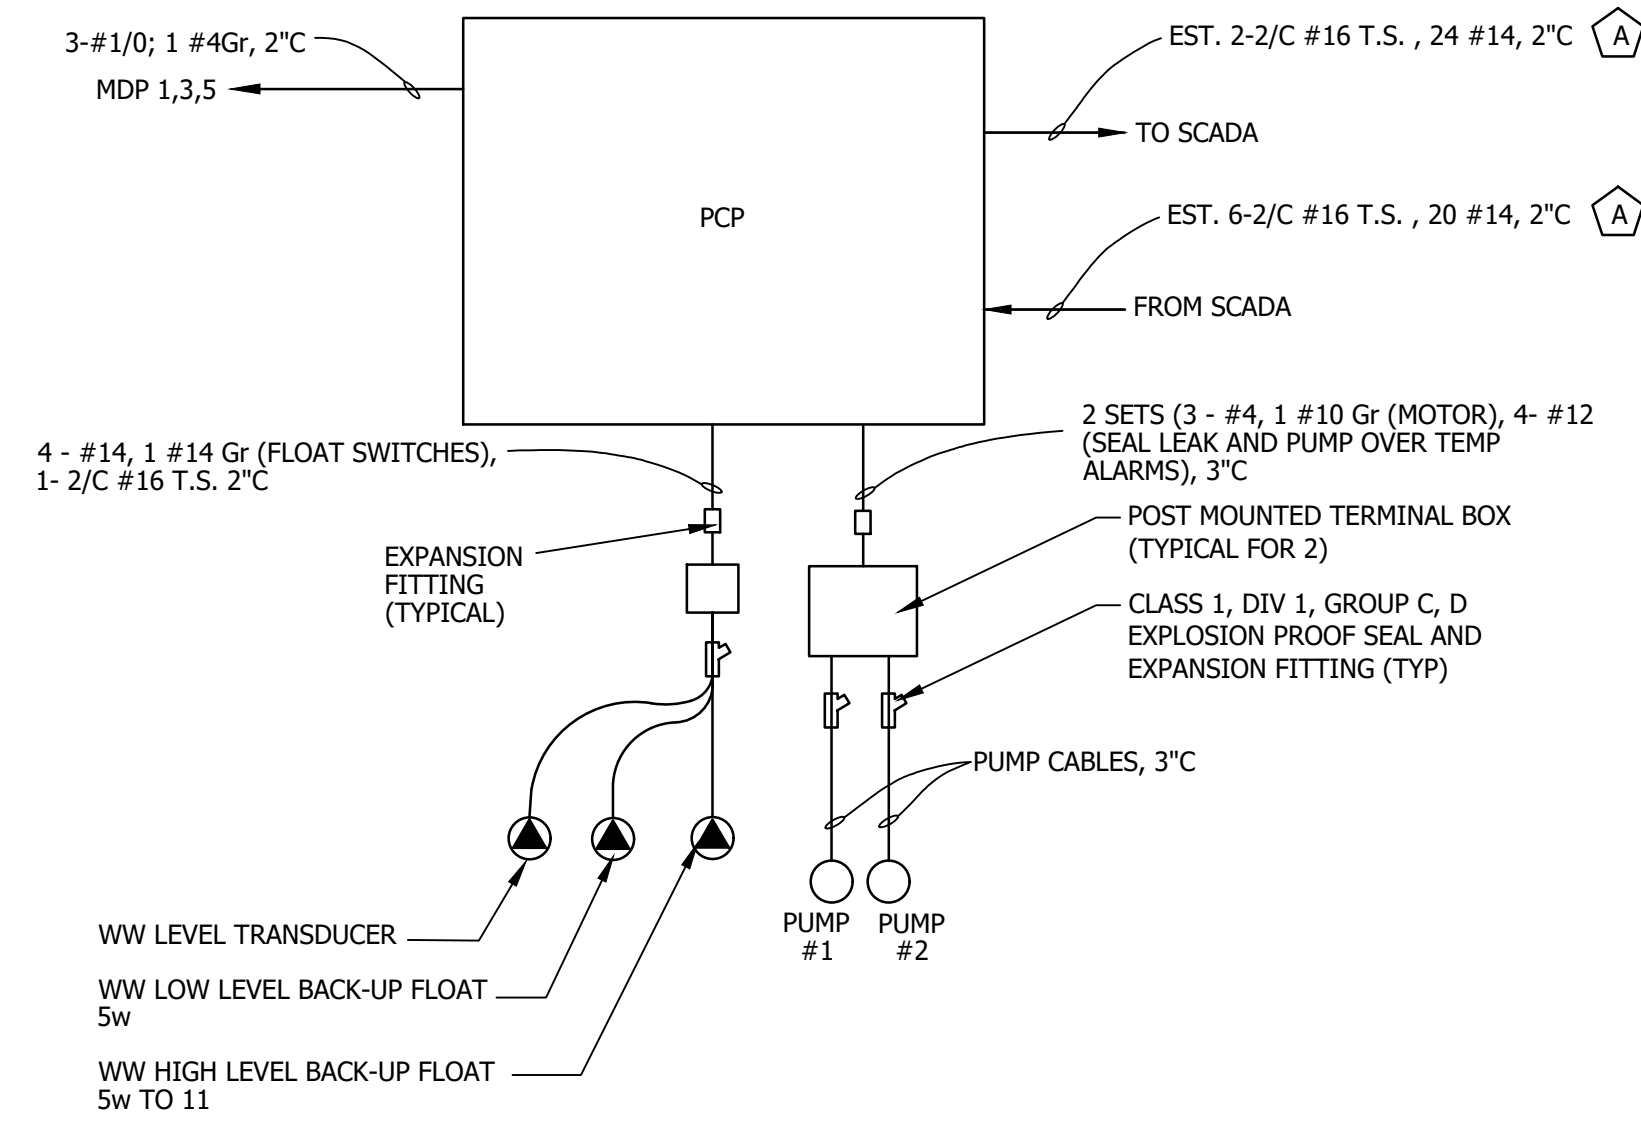 3-#1/0; 1 #4Gr, 2"C
MDP 1,3,5
EST. 2-2/C #16 T.S. , 24 #14, 2"C
A
TO SCADA
PCP
EST. 6-2/C #16 T.S. , 20 #14, 2"C
A
FROM SCADA
4 - #14, 1 #14 Gr (FLOAT SWITCHES),
1- 2/C #16 T.S. 2"C
2 SETS (3 - #4, 1 #10 Gr (MOTOR), 4- #12
(SEAL LEAK AND PUMP OVER TEMP
ALARMS), 3"C
EXPANSION
FITTING
(TYPICAL)
POST MOUNTED TERMINAL BOX
(TYPICAL FOR 2)
CLASS 1, DIV 1, GROUP C, D
EXPLOSION PROOF SEAL AND
EXPANSION FITTING (TYP)
PUMP CABLES, 3"C
PUMP
#1
PUMP
#2
WW LEVEL TRANSDUCER
WW LOW LEVEL BACK-UP FLOAT
5w
WW HIGH LEVEL BACK-UP FLOAT
5w TO 11